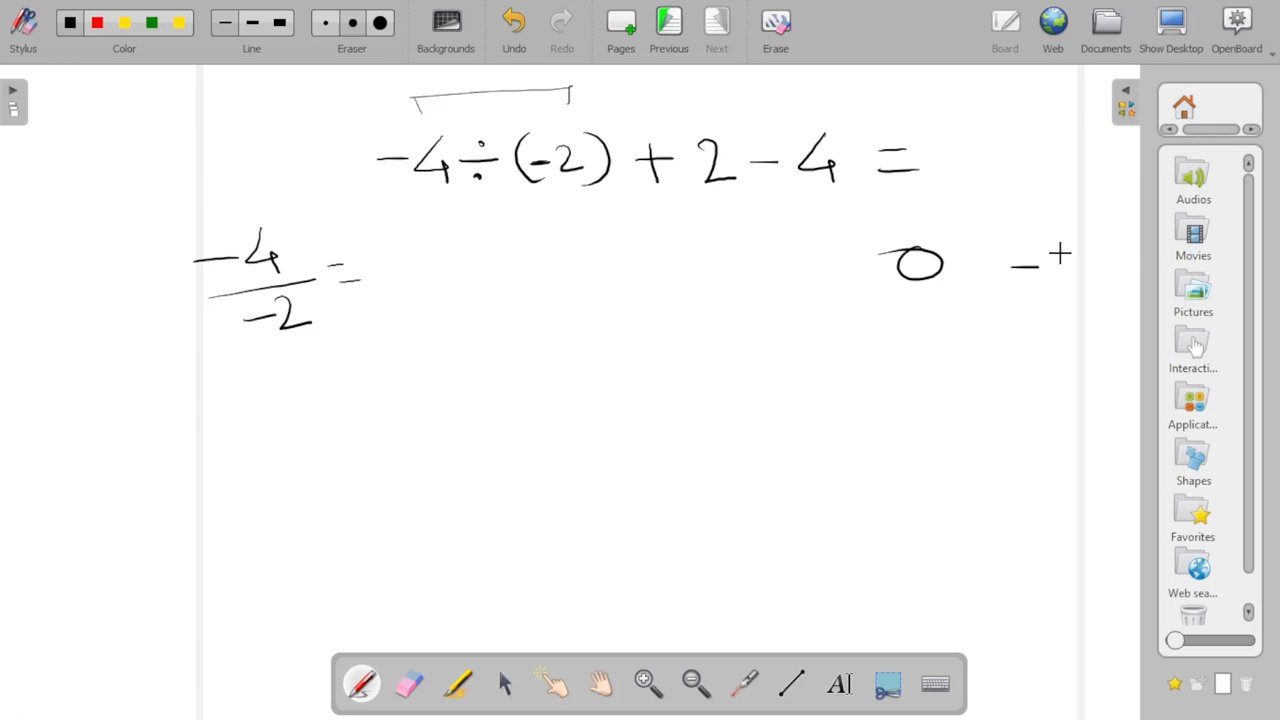 Stylus Color Line Eraser Backgrounds Undo Redo Pages Previous Next Erase Board Web Documents Show Desktop OpenBoard
-4÷(-2) + 2 - 4 =
-4
-2
=
0 -
Audios
Movies
Pictures
Interacti...
Applicat...
Shapes
Favorites
Web sea...